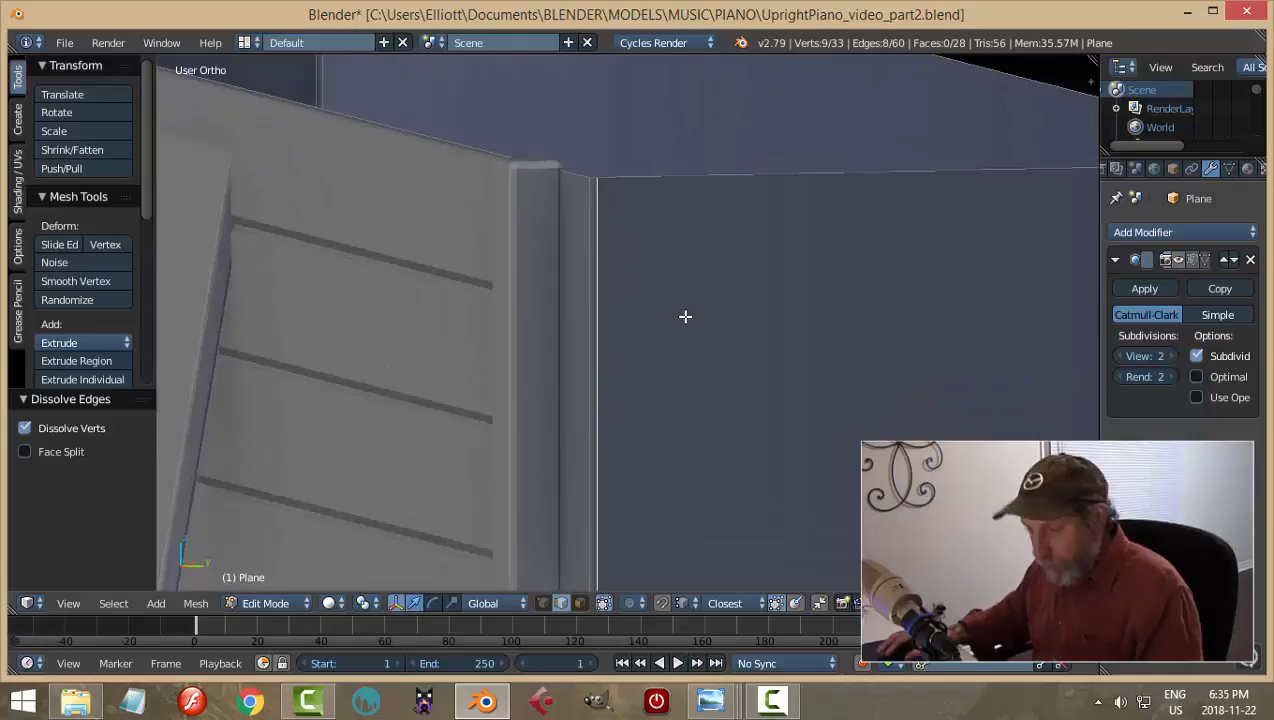 Blender* [C:\Users\Elliott\Documents\BLENDER\MODELS\MUSIC\PIANO\UprightPiano_video_part2.blend]
File Render Window Help Default Scene Cycles Render v2.79 | Verts:9/33 | Edges:8/60 | Faces:0/28 | Tris:56 | Mem:35.57M | Plane
Transform
Translate
Rotate
Scale
Shrink/Fatten
Push/Pull
Mesh Tools
Deform:
Slide Ed Vertex
Noise
Smooth Vertex
Randomize
Add:
Extrude
Extrude Region
Extrude Individual
Dissolve Edges
Dissolve Verts
Face Split
Tools
Create
Shading / UVs
Options
Grease Pencil
User Ortho
(1) Plane
View Search All S
Scene
RenderLay
World
Plane
Add Modifier
Apply Copy
Catmull-Clark Simple
Subdivisions: Options:
View: 2 Subdivid
Rend: 2 Optimal
Use Ope
View Select Add Mesh Edit Mode Global Closest
-40 -20 0 20 40 60 80 100 120 140 160 180 200
View Marker Frame Playback Start: 1 End: 250 1 No Sync
ENG 6:35 PM
US 2018-11-22